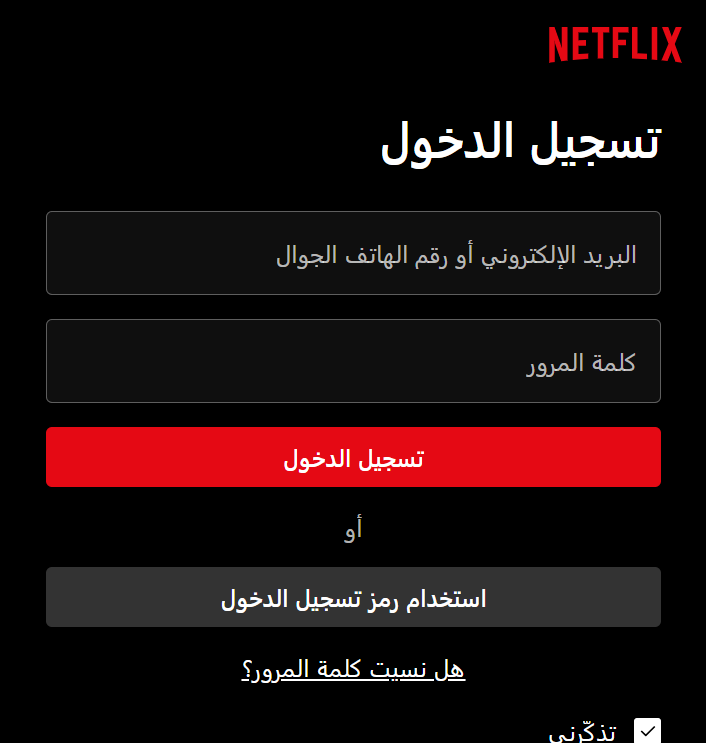 NETFLIX
تسجيل الدخول
البريد الإلكتروني أو رقم الهاتف الجوال
كلمة المرور
تسجيل الدخول
أو
استخدام رمز تسجيل الدخول
هل نسيت كلمة المرور؟
تذكّرني